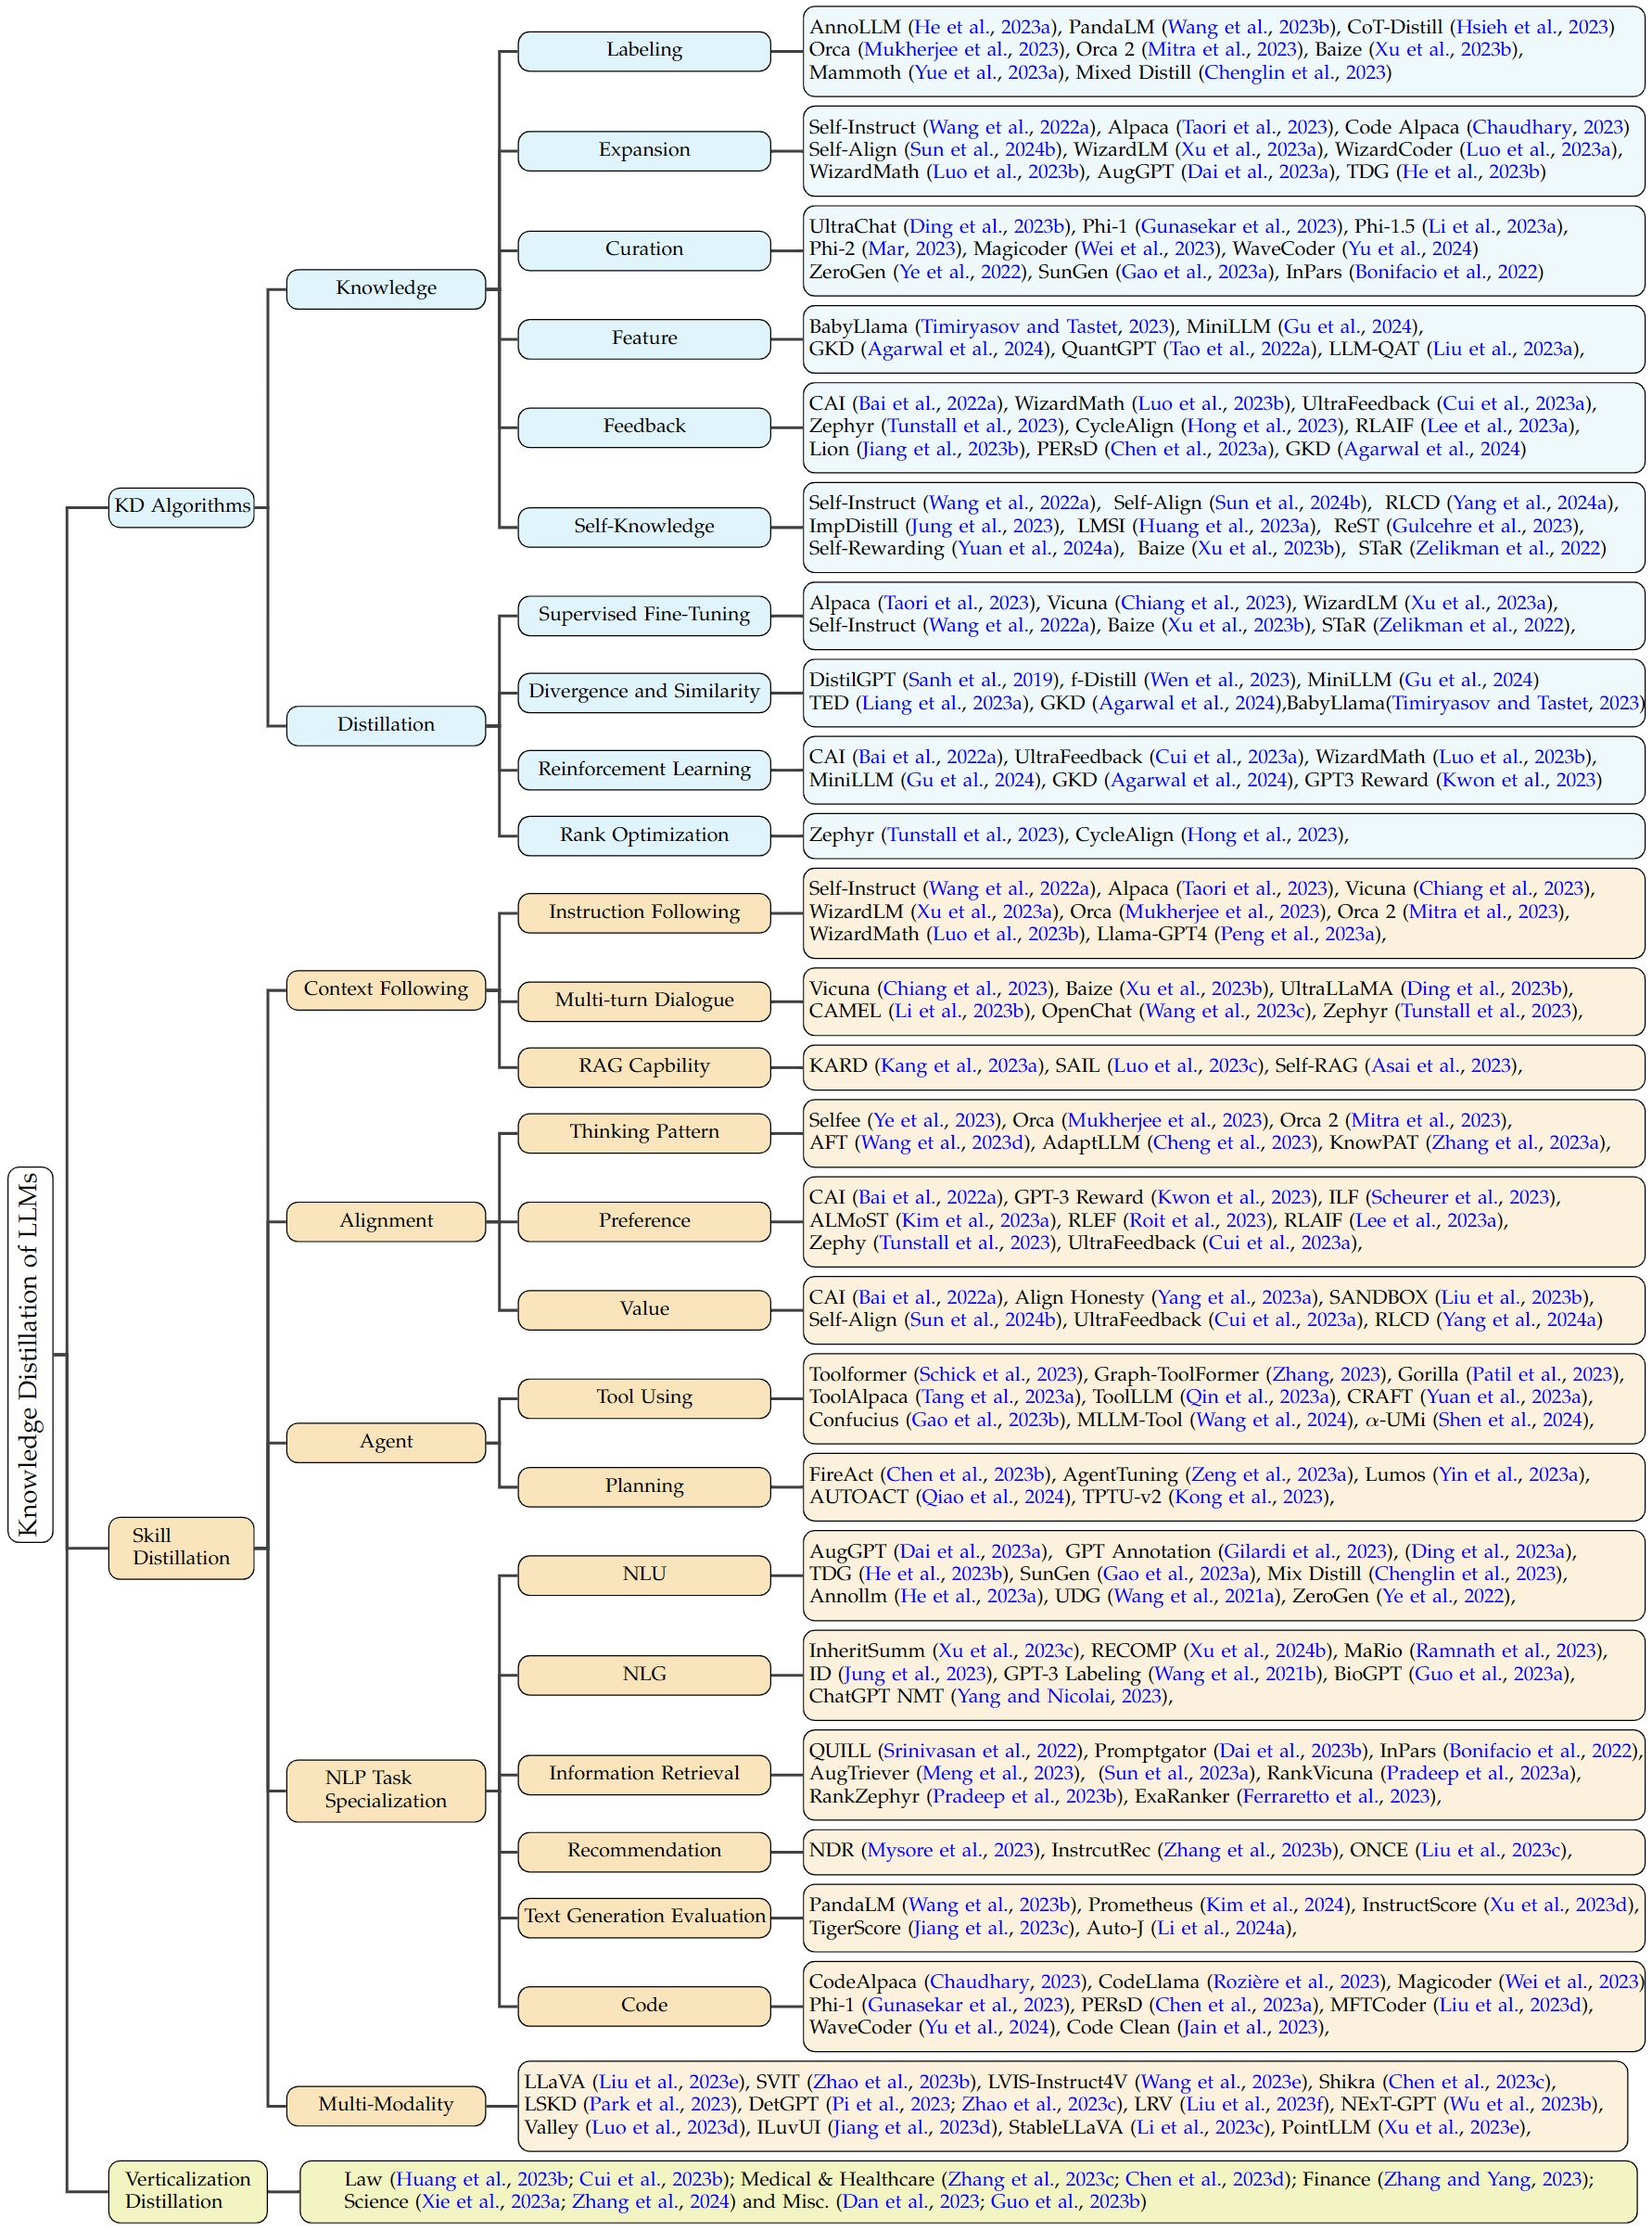 Knowledge Distillation of LLMs
KD Algorithms
Knowledge
Labeling
AnnoLLM (He et al., 2023a), PandaLM (Wang et al., 2023b), CoT-Distill (Hsieh et al., 2023)
Orca (Mukherjee et al., 2023), Orca 2 (Mitra et al., 2023), Baize (Xu et al., 2023b),
Mammoth (Yue et al., 2023a), Mixed Distill (Chenglin et al., 2023)
Expansion
Self-Instruct (Wang et al., 2022a), Alpaca (Taori et al., 2023), Code Alpaca (Chaudhary, 2023)
Self-Align (Sun et al., 2024b), WizardLM (Xu et al., 2023a), WizardCoder (Luo et al., 2023a),
WizardMath (Luo et al., 2023b), AugGPT (Dai et al., 2023a), TDG (He et al., 2023b)
Curation
UltraChat (Ding et al., 2023b), Phi-1 (Gunasekar et al., 2023), Phi-1.5 (Li et al., 2023a),
Phi-2 (Mar, 2023), Magicoder (Wei et al., 2023), WaveCoder (Yu et al., 2024)
ZeroGen (Ye et al., 2022), SunGen (Gao et al., 2023a), InPars (Bonifacio et al., 2022)
Feature
BabyLlama (Timiryasov and Tastet, 2023), MiniLLM (Gu et al., 2024),
GKD (Agarwal et al., 2024), QuantGPT (Tao et al., 2022a), LLM-QAT (Liu et al., 2023a),
Feedback
CAI (Bai et al., 2022a), WizardMath (Luo et al., 2023b), UltraFeedback (Cui et al., 2023a),
Zephyr (Tunstall et al., 2023), CycleAlign (Hong et al., 2023), RLAIF (Lee et al., 2023a),
Lion (Jiang et al., 2023b), PERsD (Chen et al., 2023a), GKD (Agarwal et al., 2024)
Self-Knowledge
Self-Instruct (Wang et al., 2022a), Self-Align (Sun et al., 2024b), RLCD (Yang et al., 2024a),
ImpDistill (Jung et al., 2023), LMSI (Huang et al., 2023a), ReST (Gulcehre et al., 2023),
Self-Rewarding (Yuan et al., 2024a), Baize (Xu et al., 2023b), STaR (Zelikman et al., 2022)
Distillation
Supervised Fine-Tuning
Alpaca (Taori et al., 2023), Vicuna (Chiang et al., 2023), WizardLM (Xu et al., 2023a),
Self-Instruct (Wang et al., 2022a), Baize (Xu et al., 2023b), STaR (Zelikman et al., 2022),
Divergence and Similarity
DistilGPT (Sanh et al., 2019), f-Distill (Wen et al., 2023), MiniLLM (Gu et al., 2024)
TED (Liang et al., 2023a), GKD (Agarwal et al., 2024),BabyLlama(Timiryasov and Tastet, 2023)
Reinforcement Learning
CAI (Bai et al., 2022a), UltraFeedback (Cui et al., 2023a), WizardMath (Luo et al., 2023b),
MiniLLM (Gu et al., 2024), GKD (Agarwal et al., 2024), GPT3 Reward (Kwon et al., 2023)
Rank Optimization
Zephyr (Tunstall et al., 2023), CycleAlign (Hong et al., 2023),
Skill
Distillation
Context Following
Instruction Following
Self-Instruct (Wang et al., 2022a), Alpaca (Taori et al., 2023), Vicuna (Chiang et al., 2023),
WizardLM (Xu et al., 2023a), Orca (Mukherjee et al., 2023), Orca 2 (Mitra et al., 2023),
WizardMath (Luo et al., 2023b), Llama-GPT4 (Peng et al., 2023a),
Multi-turn Dialogue
Vicuna (Chiang et al., 2023), Baize (Xu et al., 2023b), UltraLLaMA (Ding et al., 2023b),
CAMEL (Li et al., 2023b), OpenChat (Wang et al., 2023c), Zephyr (Tunstall et al., 2023),
RAG Capbility
KARD (Kang et al., 2023a), SAIL (Luo et al., 2023c), Self-RAG (Asai et al., 2023),
Alignment
Thinking Pattern
Selfee (Ye et al., 2023), Orca (Mukherjee et al., 2023), Orca 2 (Mitra et al., 2023),
AFT (Wang et al., 2023d), AdaptLLM (Cheng et al., 2023), KnowPAT (Zhang et al., 2023a),
Preference
CAI (Bai et al., 2022a), GPT-3 Reward (Kwon et al., 2023), ILF (Scheurer et al., 2023),
ALMoST (Kim et al., 2023a), RLEF (Roit et al., 2023), RLAIF (Lee et al., 2023a),
Zephy (Tunstall et al., 2023), UltraFeedback (Cui et al., 2023a),
Value
CAI (Bai et al., 2022a), Align Honesty (Yang et al., 2023a), SANDBOX (Liu et al., 2023b),
Self-Align (Sun et al., 2024b), UltraFeedback (Cui et al., 2023a), RLCD (Yang et al., 2024a)
Agent
Tool Using
Toolformer (Schick et al., 2023), Graph-ToolFormer (Zhang, 2023), Gorilla (Patil et al., 2023),
ToolAlpaca (Tang et al., 2023a), ToolLLM (Qin et al., 2023a), CRAFT (Yuan et al., 2023a),
Confucius (Gao et al., 2023b), MLLM-Tool (Wang et al., 2024), α-UMi (Shen et al., 2024),
Planning
FireAct (Chen et al., 2023b), AgentTuning (Zeng et al., 2023a), Lumos (Yin et al., 2023a),
AUTOACT (Qiao et al., 2024), TPTU-v2 (Kong et al., 2023),
NLP Task
Specialization
NLU
AugGPT (Dai et al., 2023a), GPT Annotation (Gilardi et al., 2023), (Ding et al., 2023a),
TDG (He et al., 2023b), SunGen (Gao et al., 2023a), Mix Distill (Chenglin et al., 2023),
Annollm (He et al., 2023a), UDG (Wang et al., 2021a), ZeroGen (Ye et al., 2022),
NLG
InheritSumm (Xu et al., 2023c), RECOMP (Xu et al., 2024b), MaRio (Ramnath et al., 2023),
ID (Jung et al., 2023), GPT-3 Labeling (Wang et al., 2021b), BioGPT (Guo et al., 2023a),
ChatGPT NMT (Yang and Nicolai, 2023),
Information Retrieval
QUILL (Srinivasan et al., 2022), Promptgator (Dai et al., 2023b), InPars (Bonifacio et al., 2022),
AugTriever (Meng et al., 2023), (Sun et al., 2023a), RankVicuna (Pradeep et al., 2023a),
RankZephyr (Pradeep et al., 2023b), ExaRanker (Ferraretto et al., 2023),
Recommendation
NDR (Mysore et al., 2023), InstrcutRec (Zhang et al., 2023b), ONCE (Liu et al., 2023c),
Text Generation Evaluation
PandaLM (Wang et al., 2023b), Prometheus (Kim et al., 2024), InstructScore (Xu et al., 2023d),
TigerScore (Jiang et al., 2023c), Auto-J (Li et al., 2024a),
Code
CodeAlpaca (Chaudhary, 2023), CodeLlama (Rozière et al., 2023), Magicoder (Wei et al., 2023)
Phi-1 (Gunasekar et al., 2023), PERsD (Chen et al., 2023a), MFTCoder (Liu et al., 2023d),
WaveCoder (Yu et al., 2024), Code Clean (Jain et al., 2023),
Multi-Modality
LLaVA (Liu et al., 2023e), SVIT (Zhao et al., 2023b), LVIS-Instruct4V (Wang et al., 2023e), Shikra (Chen et al., 2023c),
LSKD (Park et al., 2023), DetGPT (Pi et al., 2023; Zhao et al., 2023c), LRV (Liu et al., 2023f), NExT-GPT (Wu et al., 2023b),
Valley (Luo et al., 2023d), ILuvUI (Jiang et al., 2023d), StableLLaVA (Li et al., 2023c), PointLLM (Xu et al., 2023e),
Verticalization
Distillation
Law (Huang et al., 2023b; Cui et al., 2023b); Medical & Healthcare (Zhang et al., 2023c; Chen et al., 2023d); Finance (Zhang and Yang, 2023);
Science (Xie et al., 2023a; Zhang et al., 2024) and Misc. (Dan et al., 2023; Guo et al., 2023b)